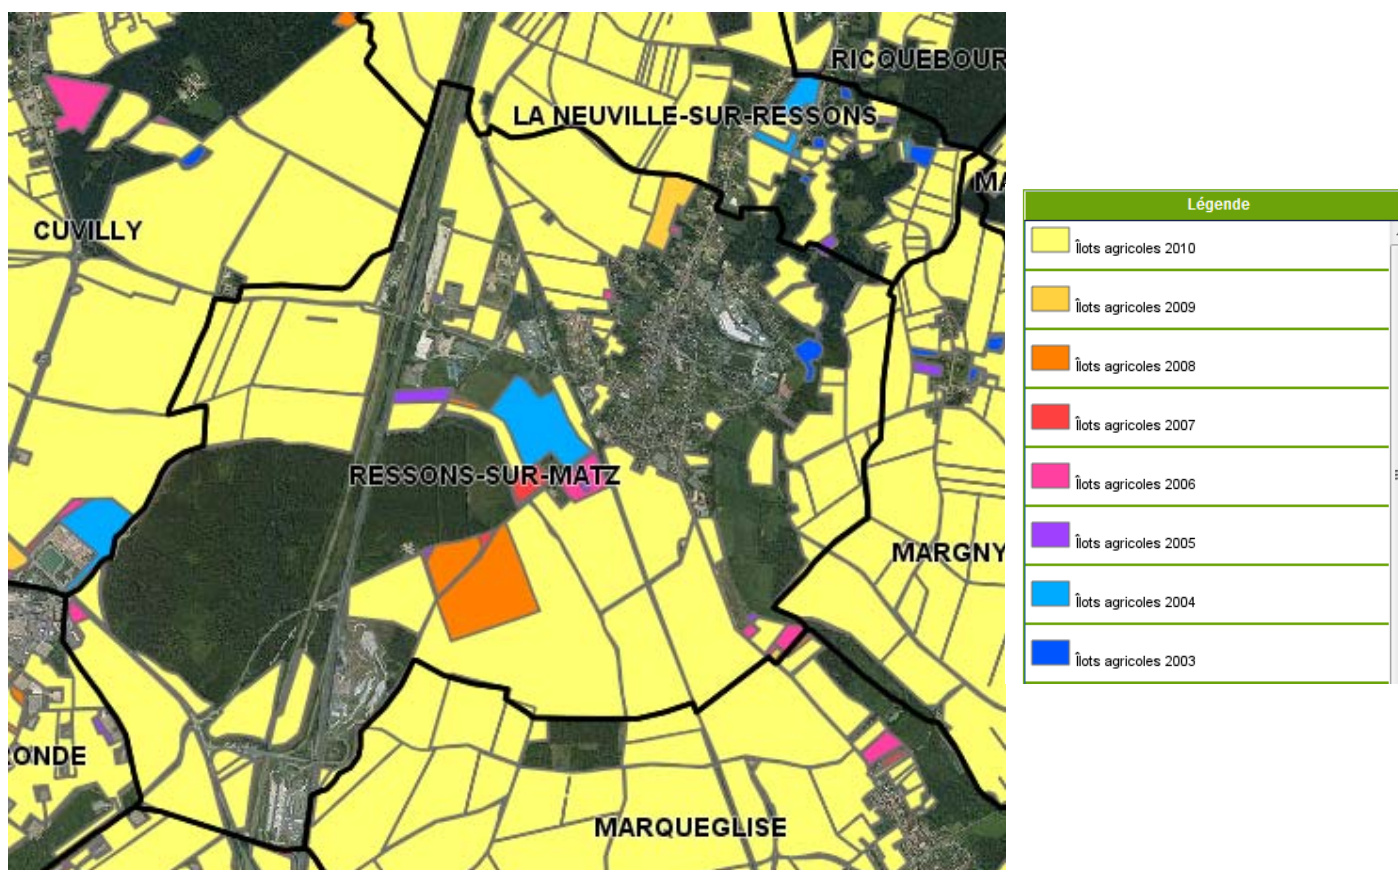 RICQUEBOUR
LA NEUVILLE-SUR-RESSONS
MA
CUVILLY
RESSONS-SUR-MATZ
MARGNY
ONDE
MARQUEGLISE
Légende
Îlots agricoles 2010
Îlots agricoles 2009
Îlots agricoles 2008
Îlots agricoles 2007
Îlots agricoles 2006
Îlots agricoles 2005
Îlots agricoles 2004
Îlots agricoles 2003